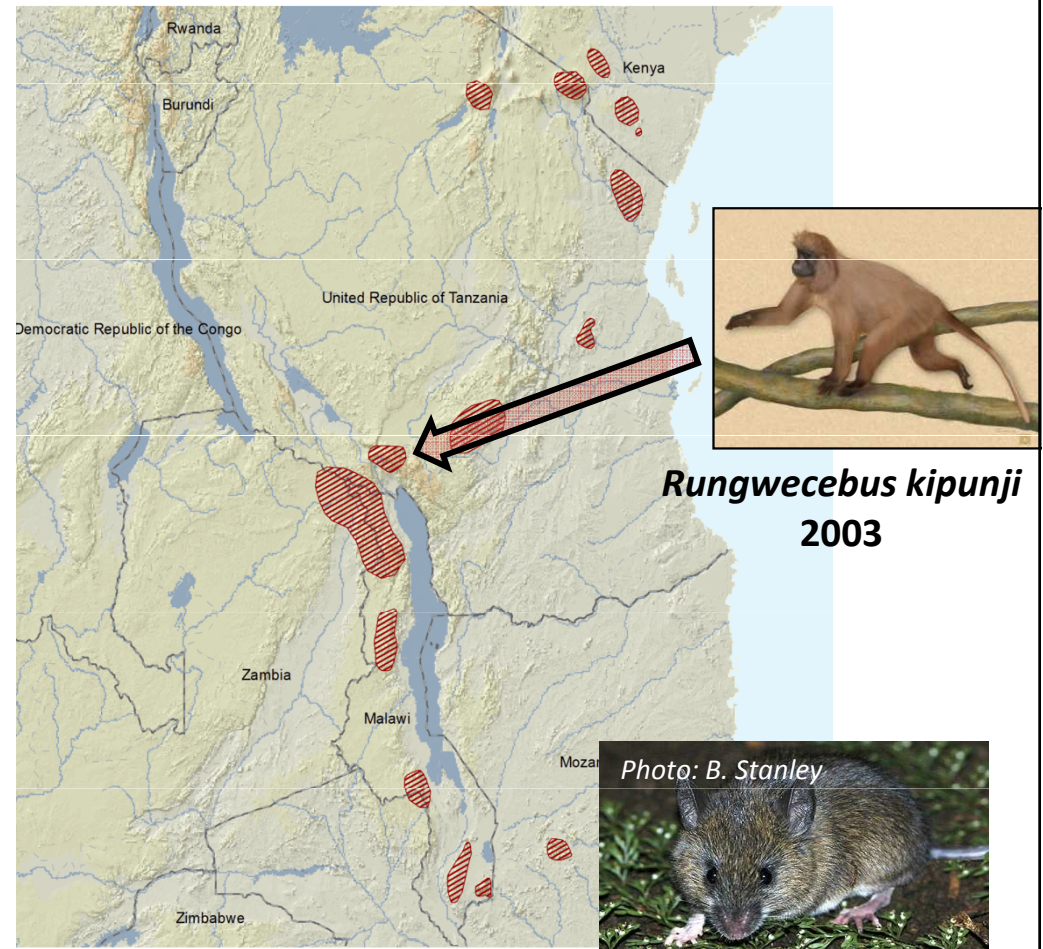 Rwanda
Kenya
Burundi
United Republic of Tanzania
Democratic Republic of the Congo
Rungwecebus kipunji
2003
Zambia
Malawi
Mozar
Photo: B. Stanley
Zimbabwe